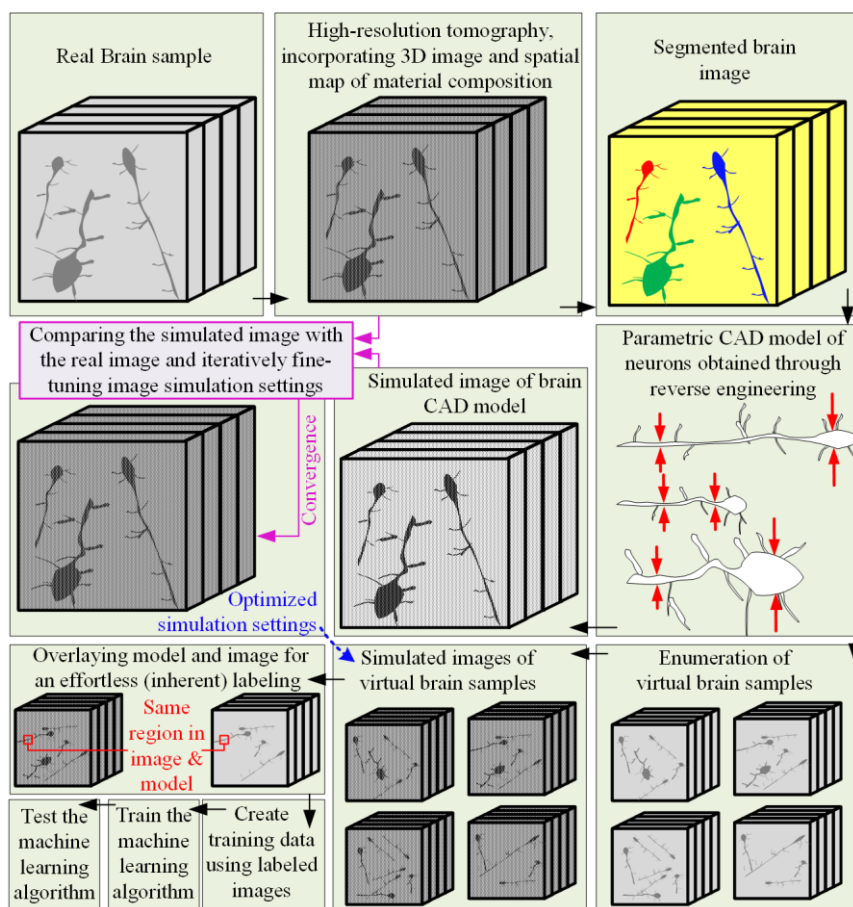 Real Brain sample
High-resolution tomography,
incorporating 3D image and spatial
map of material composition
Segmented brain
image
Comparing the simulated image with
the real image and iteratively fine-
tuning image simulation settings
Convergence
Simulated image of brain
CAD model
Parametric CAD model of
neurons obtained through
reverse engineering
Optimized
simulation settings
Overlaying model and image for
an effortless (inherent) labeling
Same
region in
image &
model
Simulated images of
virtual brain samples
Enumeration of
virtual brain samples
Test the
machine
learning
algorithm
Train the
machine
learning
algorithm
Create
training data
using labeled
images